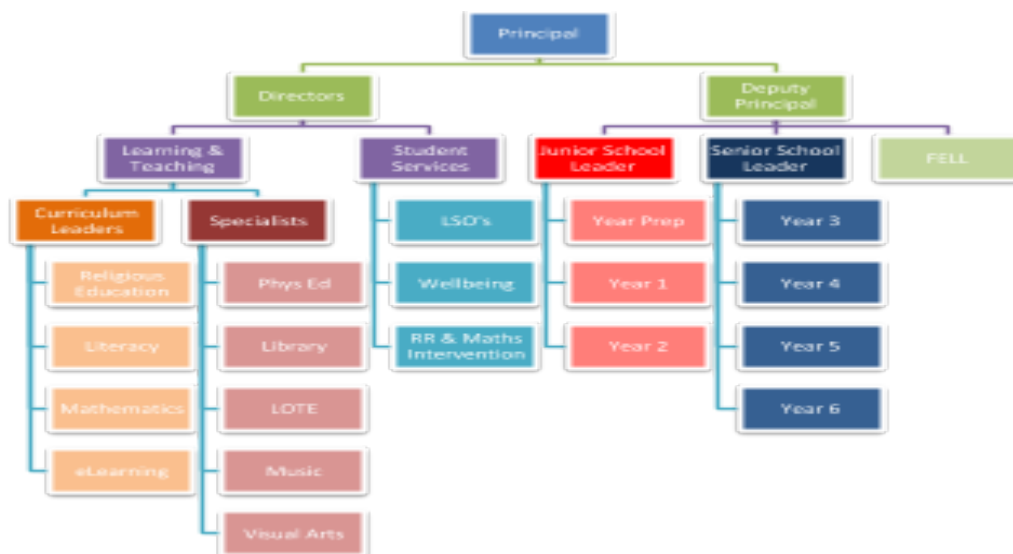 Principal
Directors
Deputy
Principal
Learning &
Teaching
Student
Services
Junior School
Leader
Senior School
Leader
FELL
Curriculum
Leaders
Specialists
LSO's
Year Prep
Year 3
Religious
Education
Phys Ed
Wellbeing
Year 1
Year 4
Literacy
Library
RR & Maths
Intervention
Year 2
Year 5
Mathematics
LOTE
Year 6
eLearning
Music
Visual Arts